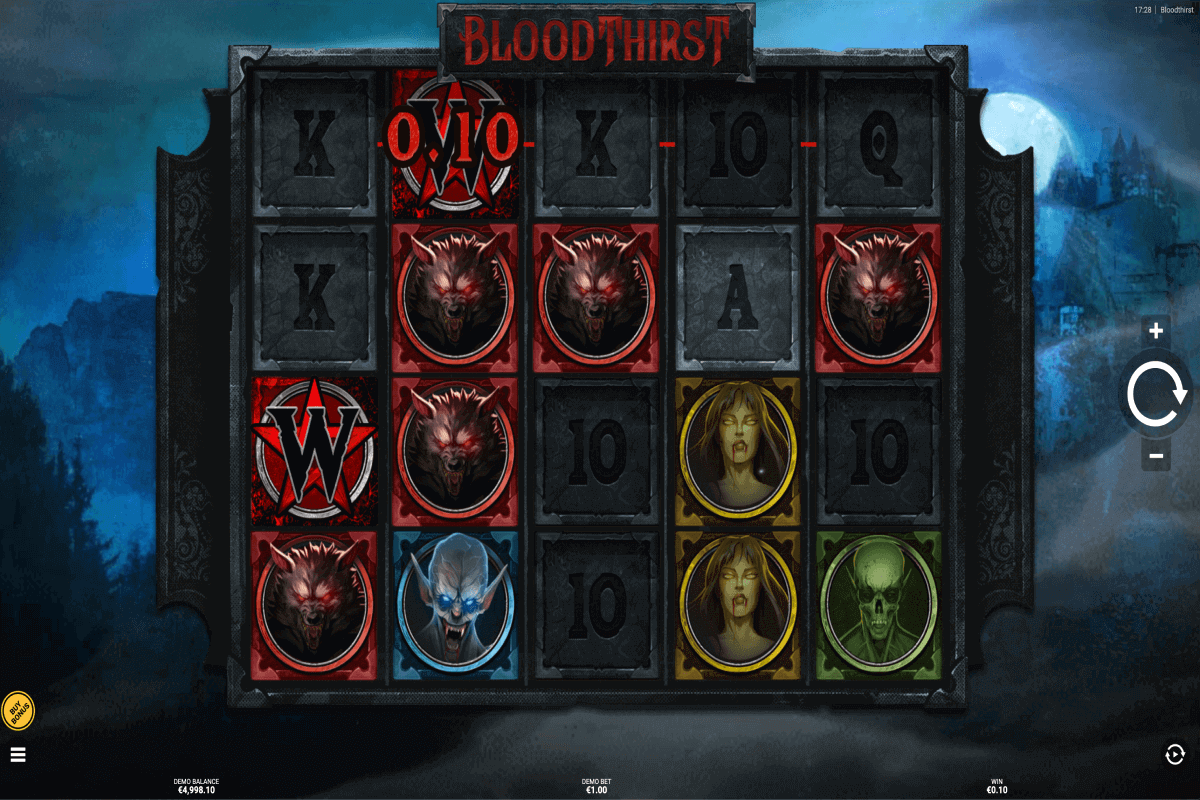 17:28 | Bloodthirst
BLOODTHIRST
K W 0.10 K 10 Q
K A
W 10 10
10
BUY BONUS
DEMO BALANCE
€4,998.10
DEMO BET
€1.00
WIN
€0.10